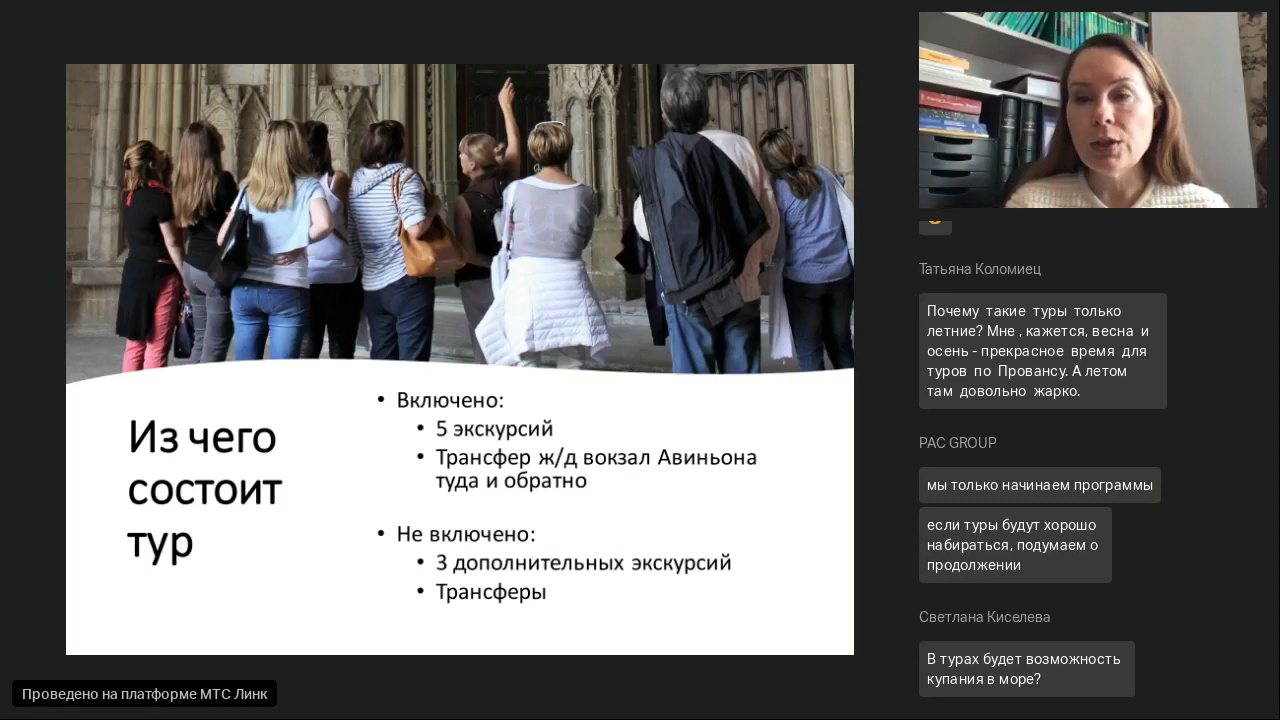 Из чего
состоит
тур
• Включено:
• 5 экскурсий
• Трансфер ж/д вокзал Авиньона
туда и обратно
• Не включено:
• 3 дополнительных экскурсий
• Трансферы
Проведено на платформе МТС Линк
Татьяна Коломиец
Почему такие туры только
летние? Мне , кажется, весна и
осень - прекрасное время для
туров по Провансу. А летом
там довольно жарко.
PAC GROUP
мы только начинаем программы
если туры будут хорошо
набираться, подумаем о
продолжении
Светлана Киселева
В турах будет возможность
купания в море?